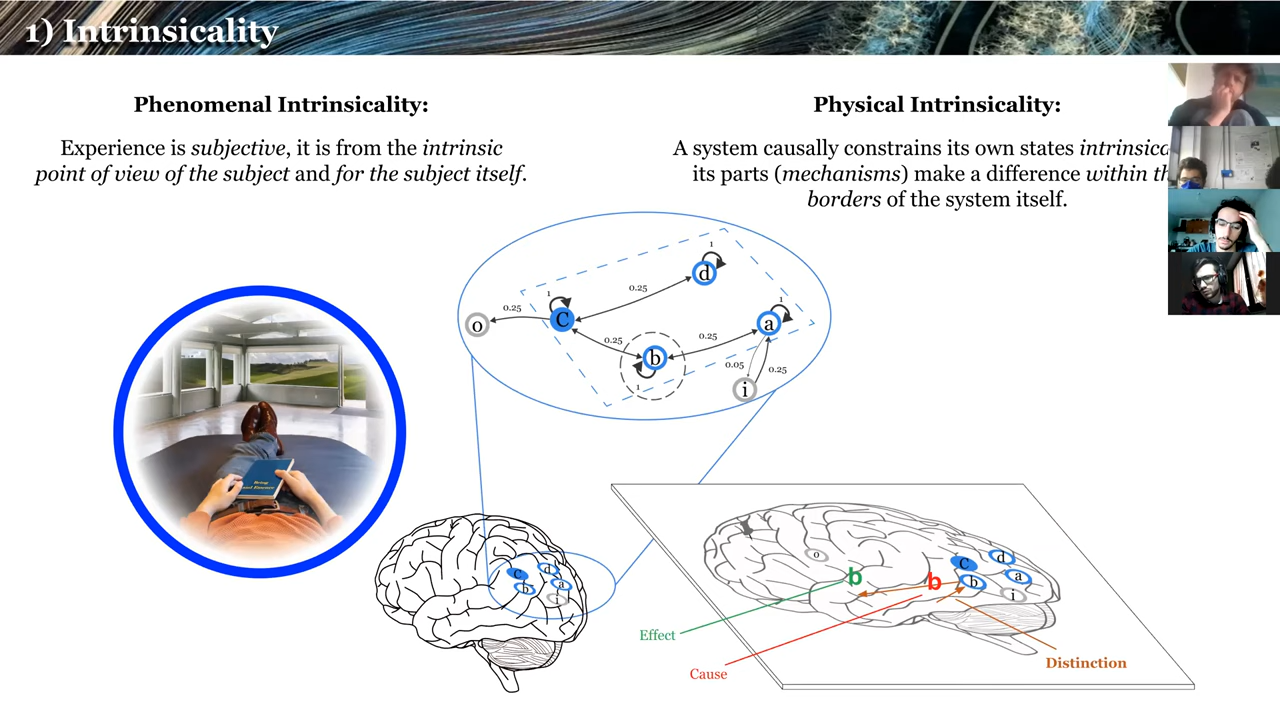 1) Intrinsicality
Phenomenal Intrinsicality:
Experience is subjective, it is from the intrinsic
point of view of the subject and for the subject itself.
Physical Intrinsicality:
A system causally constrains its own states
its parts (mechanisms) make a difference within
borders of the system itself.
1
d
0.25
1
1
0.25
o
C
a
0.25
0.25
b
1
0.05
0.25
i
Being
o
c
d
b
a
i
C
d
b
b
b
a
i
Effect
Cause
Distinction